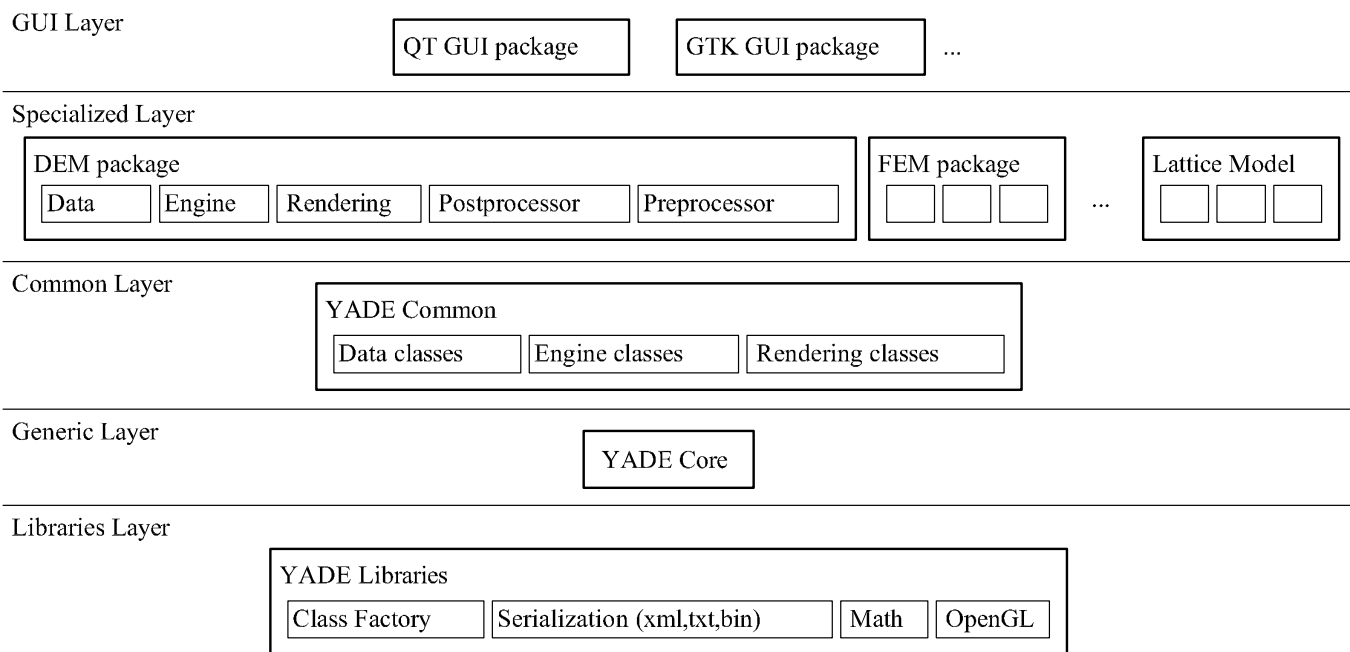 GUI Layer
QT GUI package
GTK GUI package
...
Specialized Layer
DEM package
Data
Engine
Rendering
Postprocessor
Preprocessor
FEM package
...
Lattice Model
Common Layer
YADE Common
Data classes
Engine classes
Rendering classes
Generic Layer
YADE Core
Libraries Layer
YADE Libraries
Class Factory
Serialization (xml,txt,bin)
Math
OpenGL